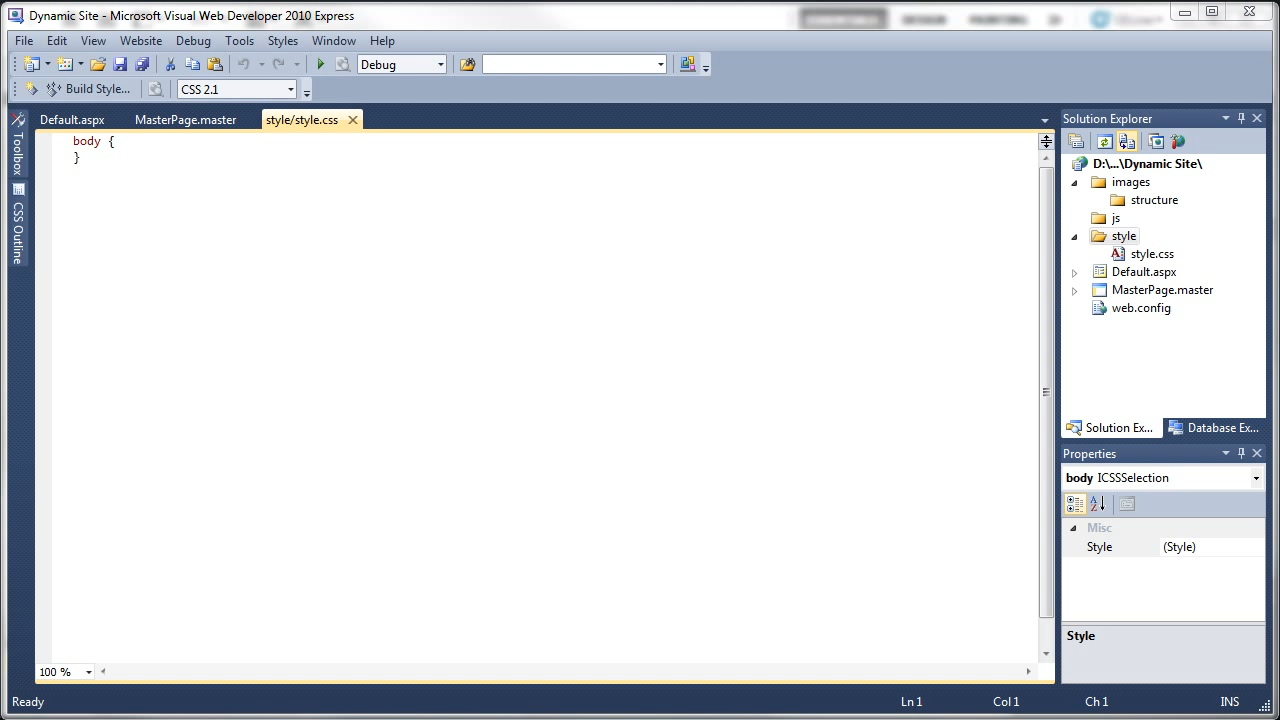 Dynamic Site - Microsoft Visual Web Developer 2010 Express
File Edit View Website Debug Tools Styles Window Help
Debug
Build Style... CSS 2.1
Default.aspx MasterPage.master style/style.css
Toolbox
CSS Outline
body {
}
100 %
Solution Explorer
D:\...\Dynamic Site\
images
structure
js
style
style.css
Default.aspx
MasterPage.master
web.config
Solution Ex... Database Ex...
Properties
body ICSSSelection
Misc
Style (Style)
Style
Ready Ln 1 Col 1 Ch 1 INS